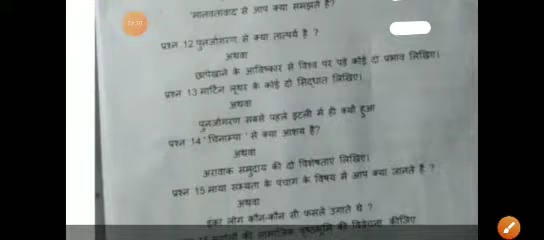 'मानवतावाद' से आप क्या समझते है?
प्रश्न 12 पुनर्जागरण से क्या तात्पर्य है ?
अथवा
छापेखाने के आविष्कार से विश्व पर पड़े कोई दो प्रभाव लिखिए।
प्रश्न 13 मार्टिन लूथर के कोई दो सिद्धांत लिखिए।
अथवा
पुनर्जागरण सबसे पहले इटली में ही क्यों हुआ
प्रश्न 14 'चिनाम्पा' से क्या आशय है?
अथवा
अरावाक समुदाय की दो विशेषताएं लिखिए।
प्रश्न 15 माया सभ्यता के पंचाग के विषय में आप क्या जानते है ?
अथवा
इंका लोग कौन-कौन सी फसले उगाते थे ?
की सामाजिक पृष्ठभूमि की विवेचना कीजिए